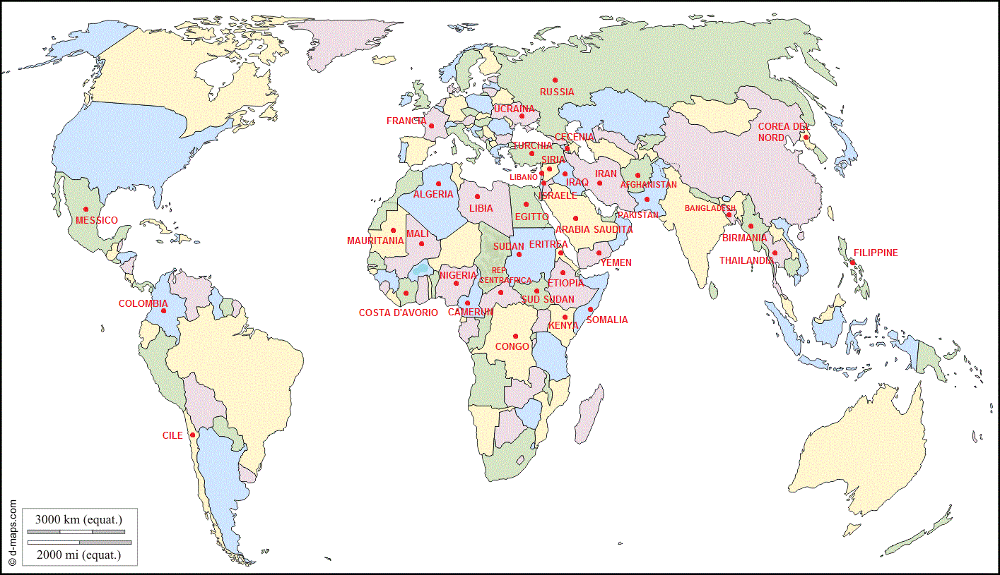 RUSSIA
UCRAINA
FRANCIA
COREA DEL
NORD
CECENIA
TURCHIA
SIRIA
LIBANO
IRAQ
IRAN
AFGHANISTAN
ISRAELE
ALGERIA
LIBIA
EGITTO
PAKISTAN
BANGLADESH
MESSICO
ARABIA SAUDITA
MAURITANIA
MALI
SUDAN
ERITREA
BIRMANIA
THAILANDIA
FILIPPINE
YEMEN
NIGERIA
REP
CENTRAFRICA
ETIOPIA
COLOMBIA
COSTA D'AVORIO
CAMERUN
SUD SUDAN
KENYA
SOMALIA
CONGO
CILE
© d-maps.com
3000 km (equat.)
2000 mi (equat.)